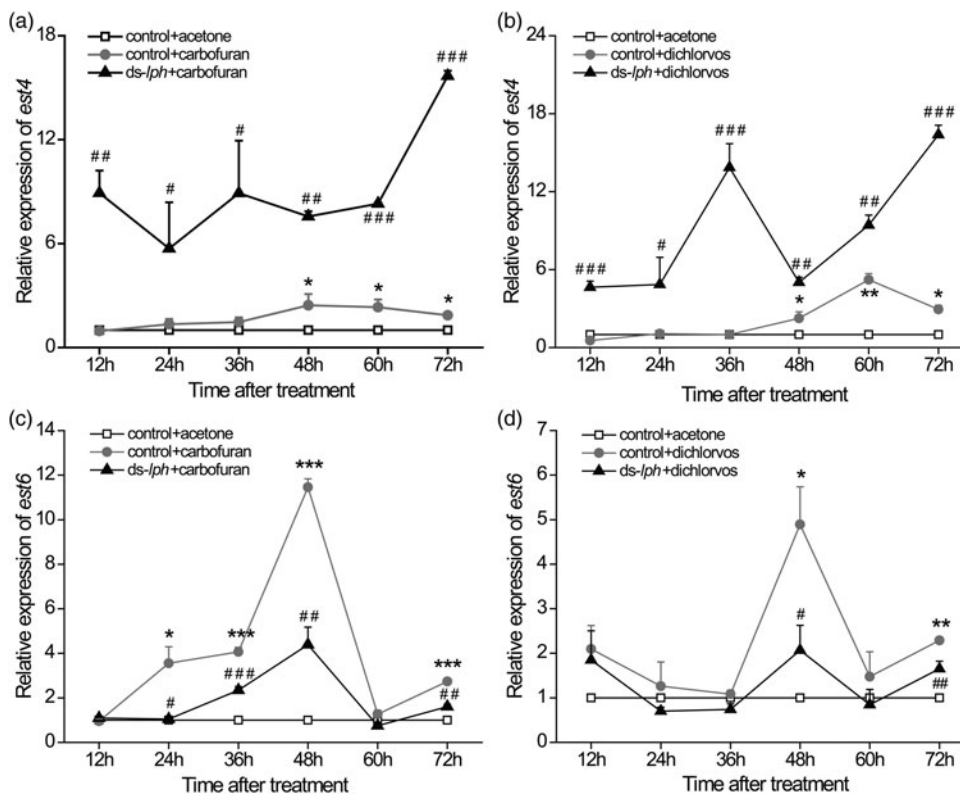 (a)
control+acetone
control+carbofuran
ds-lph+carbofuran
Relative expression of est4
18
12
6
0
##
#
#
##
###
###
*
*
*
12h
24h
36h
48h
60h
72h
Time after treatment
(b)
control+acetone
control+dichlorvos
ds-lph+dichlorvos
Relative expression of est4
24
18
12
6
0
###
#
###
##
##
###
*
**
*
12h
24h
36h
48h
60h
72h
Time after treatment
(c)
control+acetone
control+carbofuran
ds-lph+carbofuran
Relative expression of est6
14
12
10
8
6
4
2
0
*
***
***
***
#
###
##
##
12h
24h
36h
48h
60h
72h
Time after treatment
(d)
control+acetone
control+dichlorvos
ds-lph+dichlorvos
Relative expression of est6
7
6
5
4
3
2
1
0
*
#
**
##
12h
24h
36h
48h
60h
72h
Time after treatment